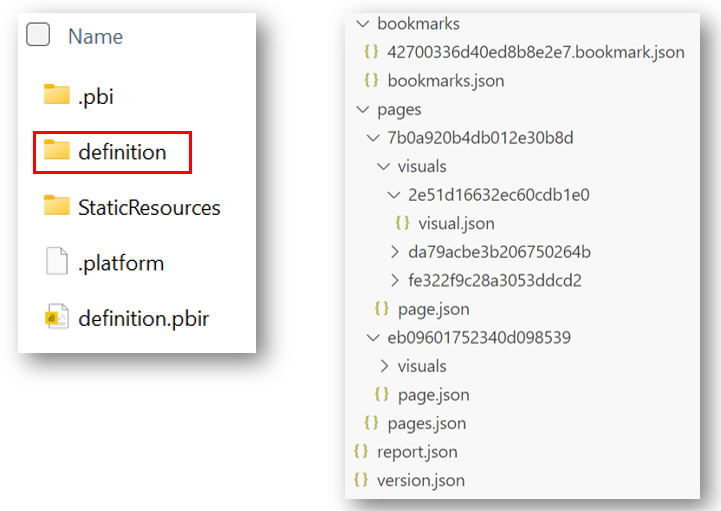 Name
.pbi
definition
StaticResources
.platform
definition.pbir
bookmarks
{} 42700336d40ed8b8e2e7.bookmark.json
{} bookmarks.json
pages
7b0a920b4db012e30b8d
visuals
2e51d16632ec60cdb1e0
{} visual.json
da79acbe3b206750264b
fe322f9c28a3053ddcd2
{} page.json
eb09601752340d098539
visuals
{} page.json
{} pages.json
{} report.json
{} version.json